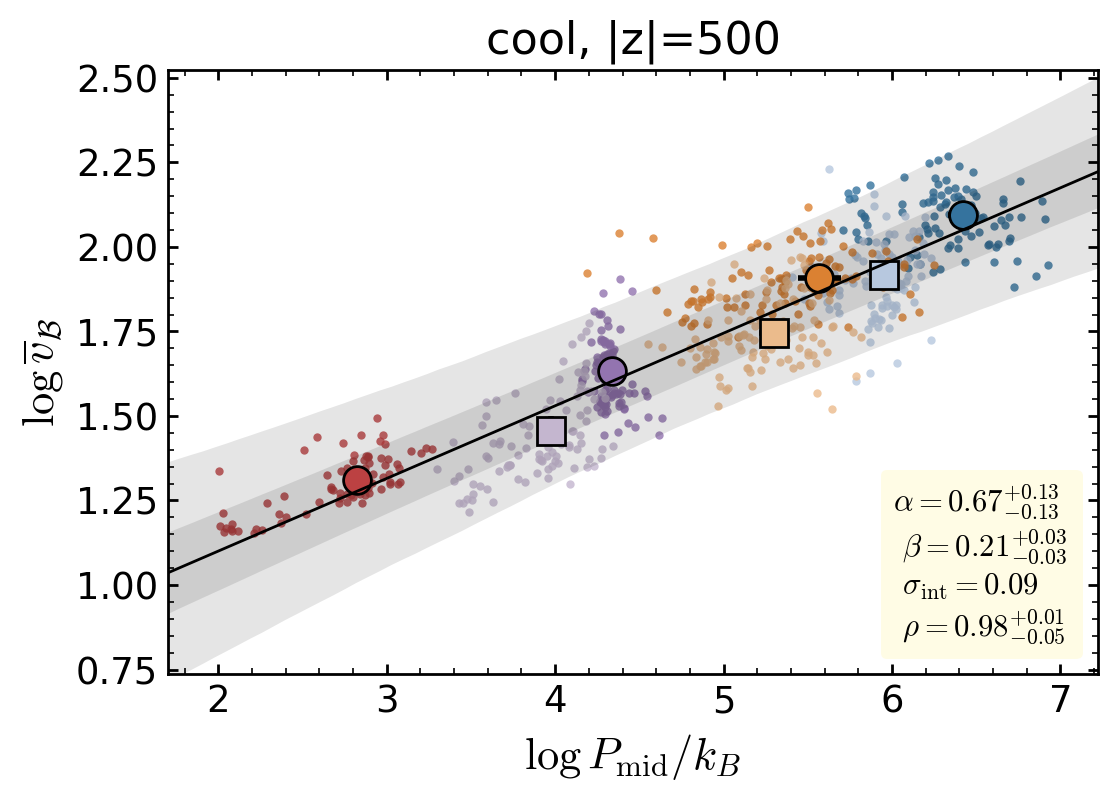 cool, |z|=500
2.50
2.25
2.00
1.75
1.50
1.25
1.00
0.75
log v̅_ℬ
α = 0.67^{+0.13}_{-0.13}
β = 0.21^{+0.03}_{-0.03}
σ_int = 0.09
ρ = 0.98^{+0.01}_{-0.05}
2 3 4 5 6 7
log P_mid/k_B